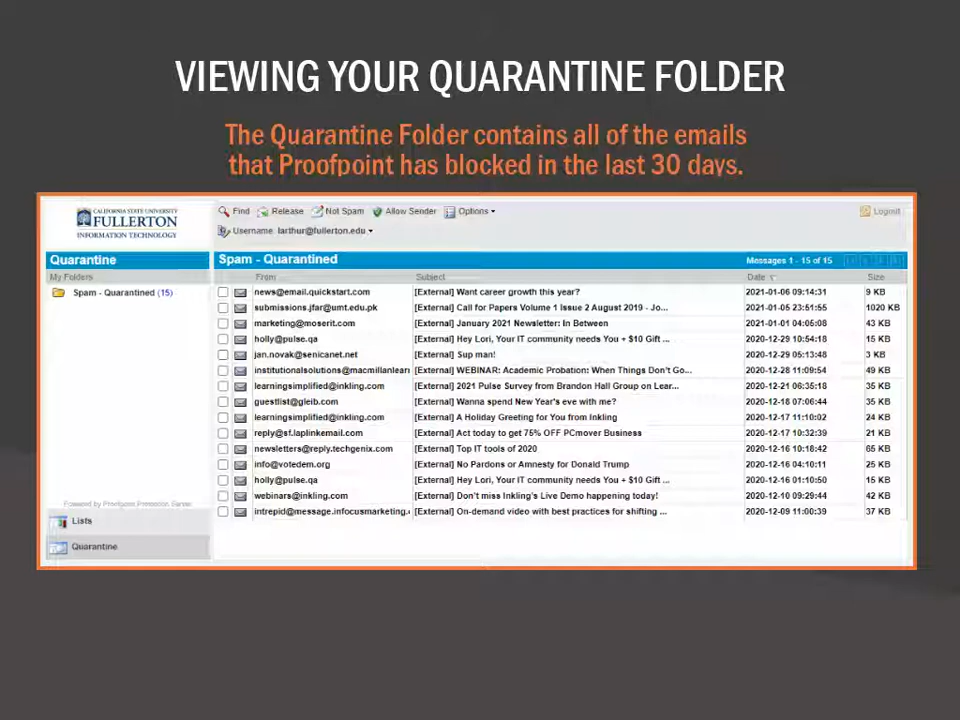 VIEWING YOUR QUARANTINE FOLDER
The Quarantine Folder contains all of the emails
that Proofpoint has blocked in the last 30 days.
CALIFORNIA STATE UNIVERSITY
FULLERTON
INFORMATION TECHNOLOGY
Find Release Not Spam Allow Sender Options Logout
Username: larthur@fullerton.edu
Quarantine
My Folders
Spam - Quarantined (15)
Spam - Quarantined Messages 1 - 15 of 15
From Subject Date Size
news@email.quickstart.com [External] Want career growth this year? 2021-01-06 09:14:31 9 KB
submissions.jfar@umt.edu.pk [External] Call for Papers Volume 1 Issue 2 August 2019 - Jo... 2021-01-05 23:51:55 1020 KB
marketing@moserit.com [External] January 2021 Newsletter: In Between 2021-01-01 04:05:08 43 KB
holly@pulse.qa [External] Hey Lori, Your IT community needs You + $10 Gift ... 2020-12-29 10:54:18 15 KB
jan.novak@senicanet.net [External] Sup man! 2020-12-29 05:13:48 3 KB
institutionalsolutions@macmillanlearn [External] WEBINAR: Academic Probation: When Things Don't Go... 2020-12-28 11:09:54 49 KB
learningsimplified@inkling.com [External] 2021 Pulse Survey from Brandon Hall Group on Lear... 2020-12-21 06:35:18 35 KB
guestlist@gleib.com [External] Wanna spend New Year's eve with me? 2020-12-18 07:06:44 35 KB
learningsimplified@inkling.com [External] A Holiday Greeting for You from Inkling 2020-12-17 11:10:02 24 KB
reply@sf.laplinkemail.com [External] Act today to get 75% OFF PCmover Business 2020-12-17 10:32:39 21 KB
newsletters@reply.techgenix.com [External] Top IT tools of 2020 2020-12-16 10:18:42 65 KB
info@votedem.org [External] No Pardons or Amnesty for Donald Trump 2020-12-16 04:10:11 25 KB
holly@pulse.qa [External] Hey Lori, Your IT community needs You + $10 Gift ... 2020-12-16 01:10:50 15 KB
webinars@inkling.com [External] Don't miss Inkling's Live Demo happening today! 2020-12-10 09:29:44 42 KB
intrepid@message.infocusmarketing.c [External] On-demand video with best practices for shifting ... 2020-12-09 11:00:39 37 KB
Powered by Proofpoint Protection Server
Lists
Quarantine